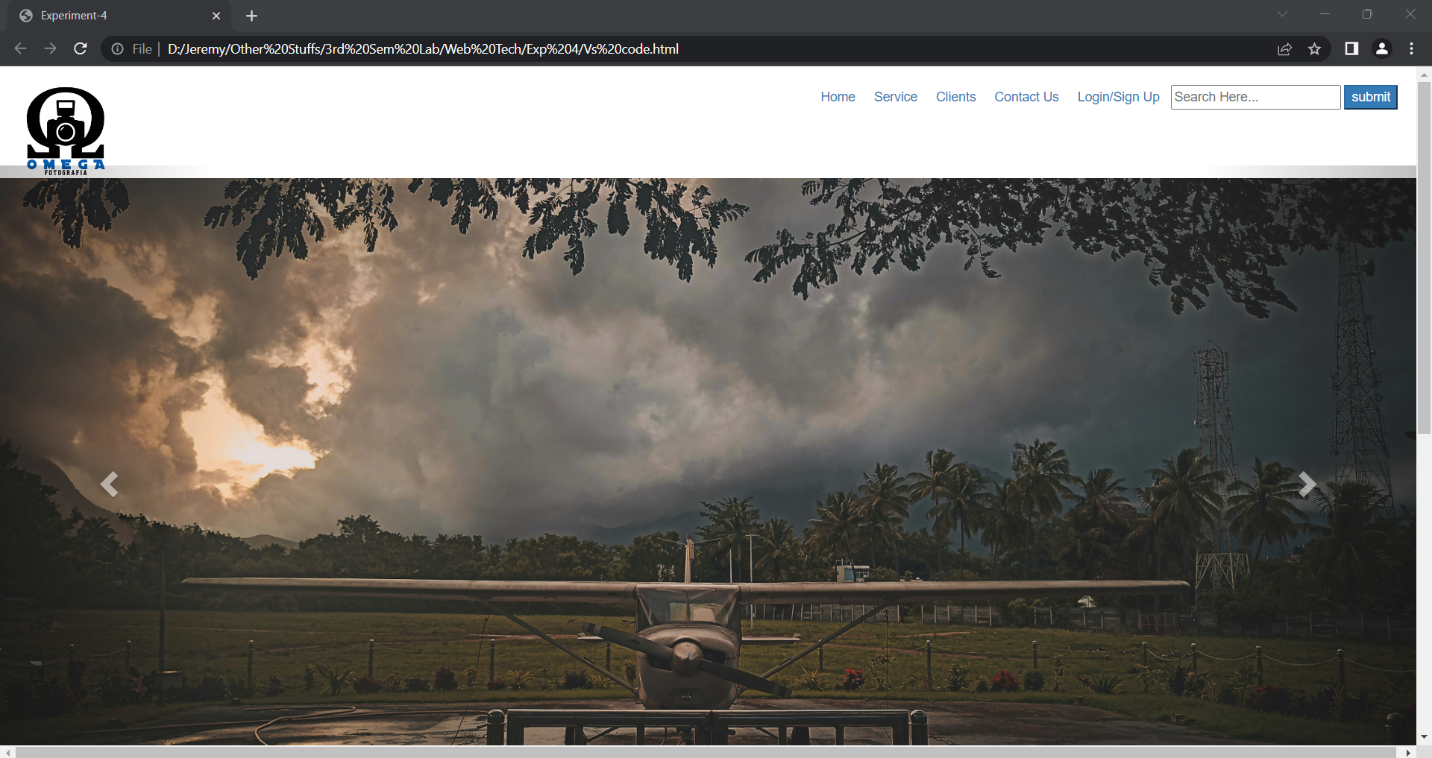 Experiment-4
File | D:/Jeremy/Other%20Stuffs/3rd%20Sem%20Lab/Web%20Tech/Exp%204/Vs%20code.html
Home Service Clients Contact Us Login/Sign Up Search Here... submit
OMEGA
FOTOGRAFIA